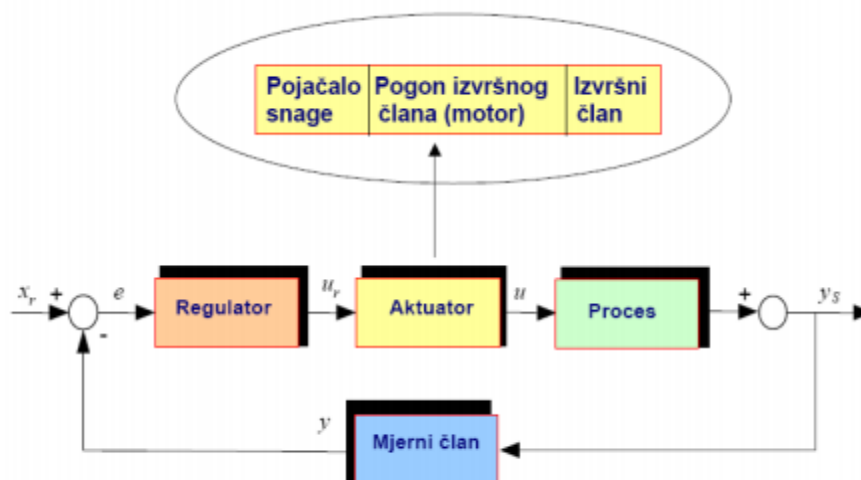 Pojačalo Pogon izvršnog Izvršni
snage člana (motor) član
x_r + e Regulator u_r Aktuator u Proces + y_S
-
y Mjerni član